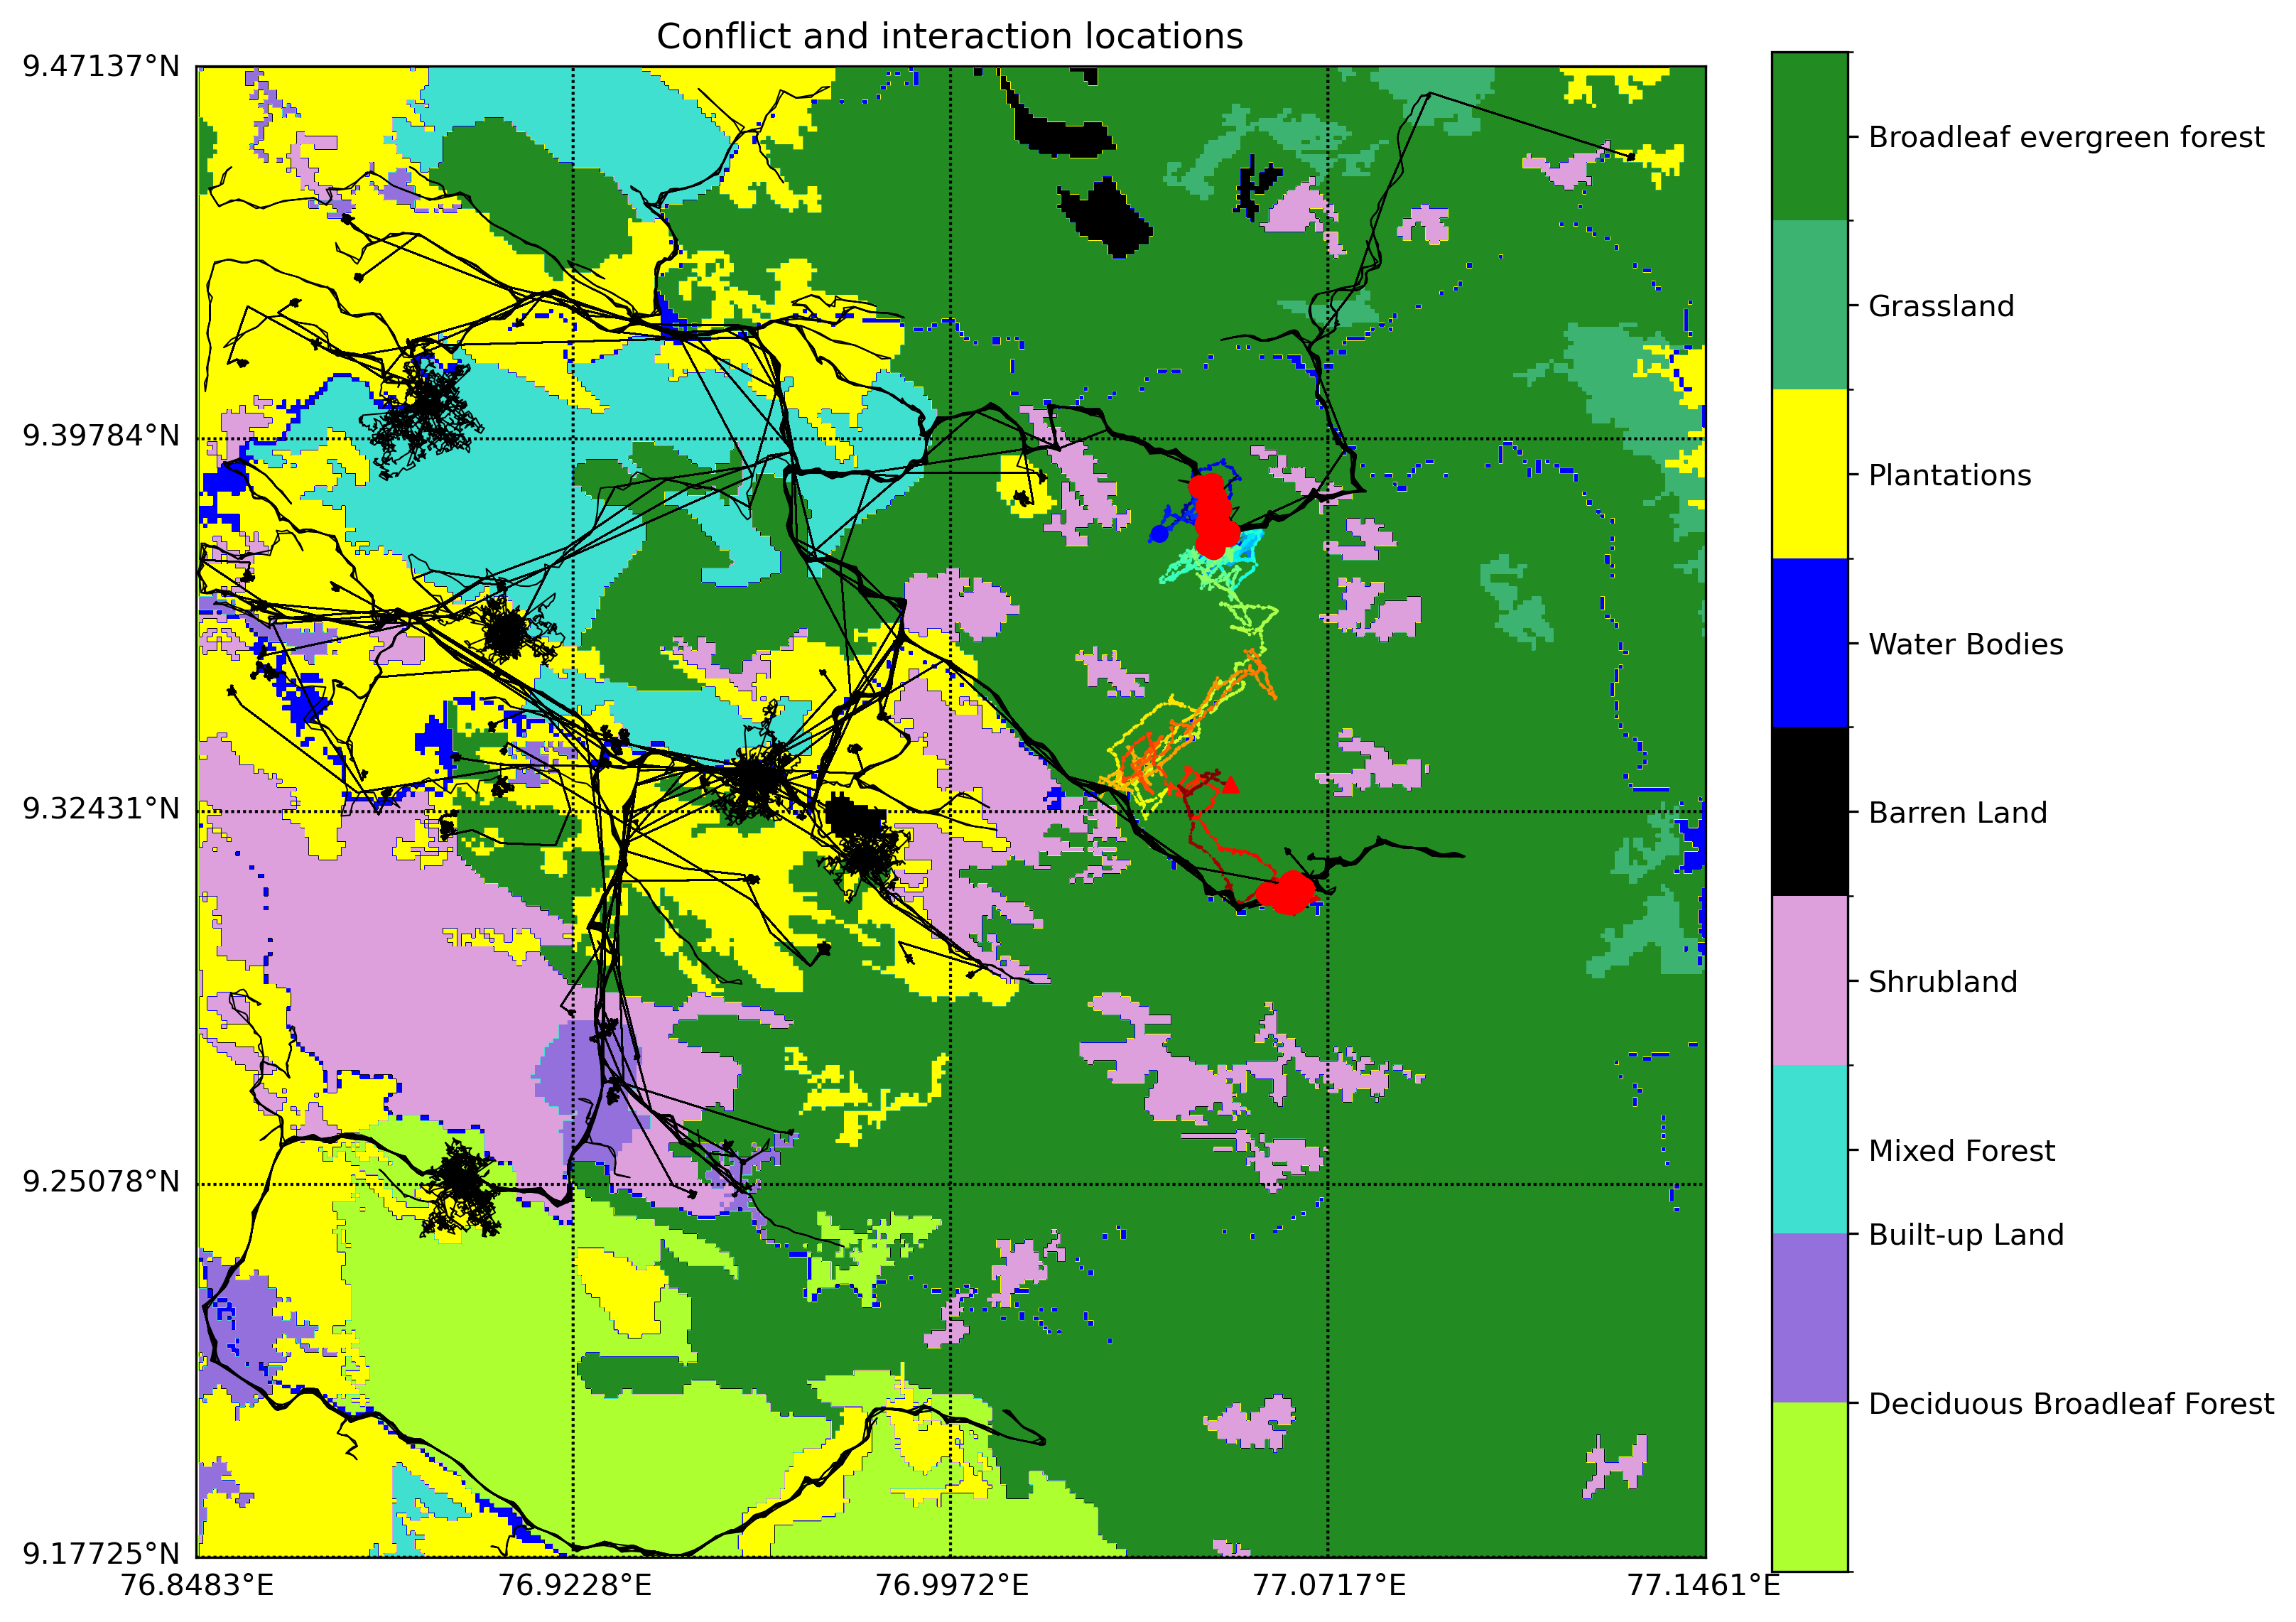 Conflict and interaction locations
9.47137°N
9.39784°N
9.32431°N
9.25078°N
9.17725°N
76.8483°E
76.9228°E
76.9972°E
77.0717°E
77.1461°E
Broadleaf evergreen forest
Grassland
Plantations
Water Bodies
Barren Land
Shrubland
Mixed Forest
Built-up Land
Deciduous Broadleaf Forest